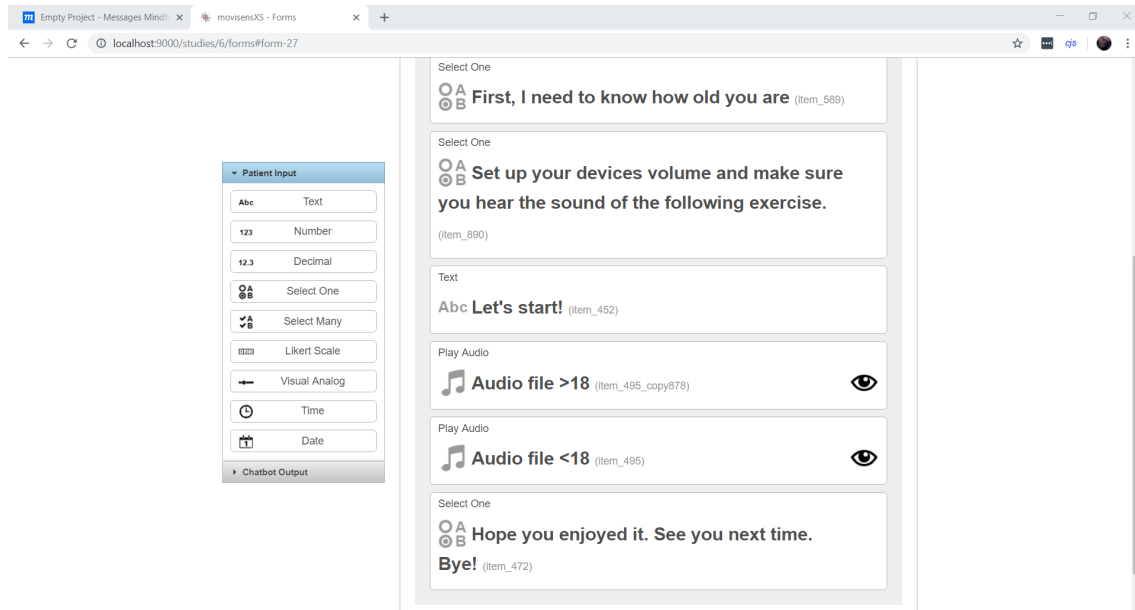 Empty Project - Messages Mindf
movisensXS - Forms
localhost:9000/studies/6/forms#form-27
cjs
Patient Input
Abc Text
123 Number
12.3 Decimal
Select One
Select Many
Likert Scale
Visual Analog
Time
Date
Chatbot Output
Select One
First, I need to know how old you are (item_589)
Select One
Set up your devices volume and make sure
you hear the sound of the following exercise.
(item_890)
Text
Abc Let's start! (item_452)
Play Audio
Audio file >18 (item_495_copy878)
Play Audio
Audio file <18 (item_495)
Select One
Hope you enjoyed it. See you next time.
Bye! (item_472)